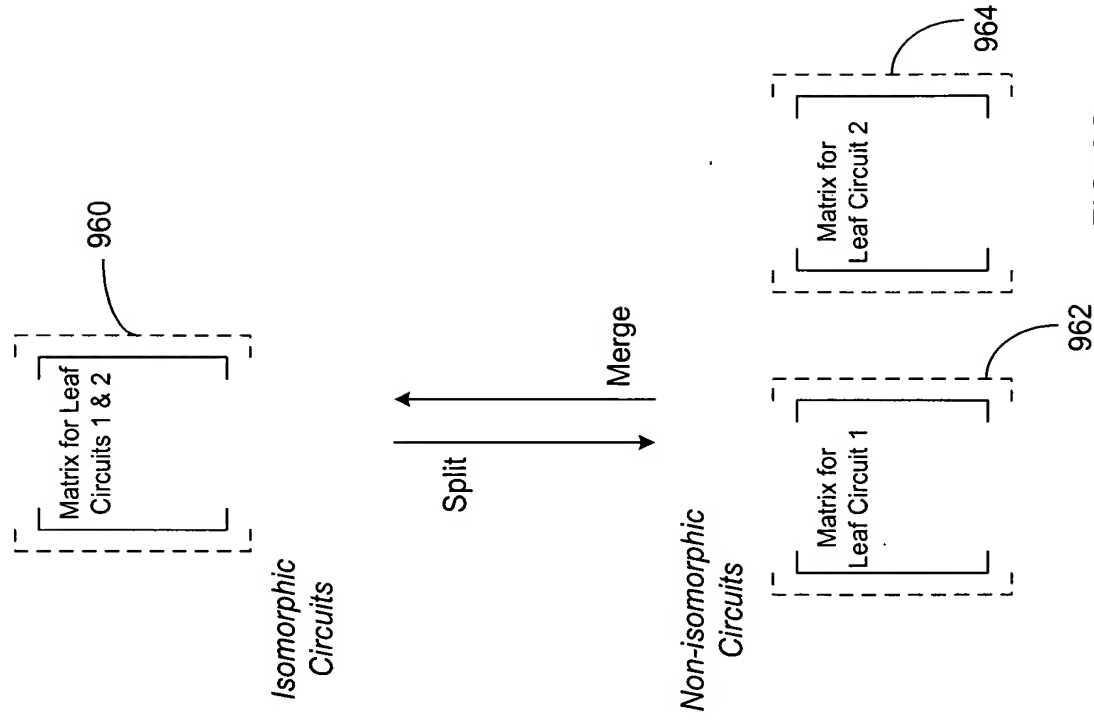 960
Matrix for Leaf
Circuits 1 & 2
Isomorphic
Circuits
Split
Merge
Non-isomorphic
Circuits
Matrix for
Leaf Circuit 1
962
Matrix for
Leaf Circuit 2
964